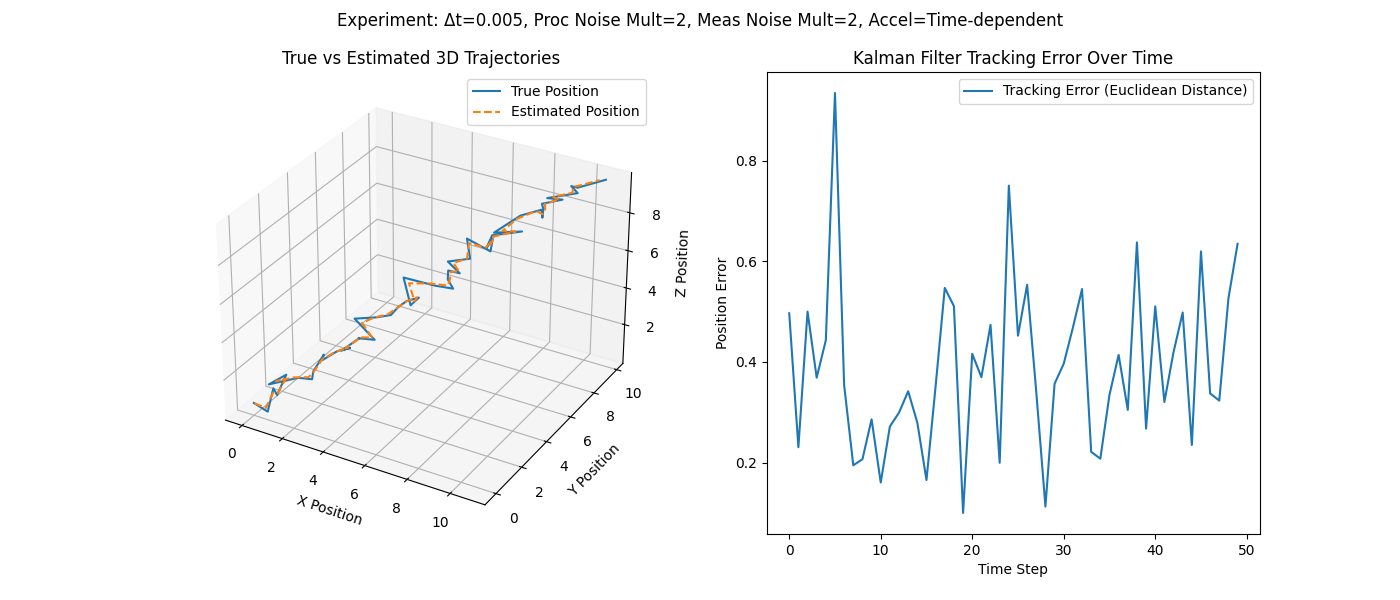 Experiment: Δt=0.005, Proc Noise Mult=2, Meas Noise Mult=2, Accel=Time-dependent
True vs Estimated 3D Trajectories
True Position
Estimated Position
8
6
4
2
Z Position
0
2
4
6
8
10
X Position
0
2
4
6
8
10
Y Position
Kalman Filter Tracking Error Over Time
Tracking Error (Euclidean Distance)
0.8
0.6
0.4
0.2
Position Error
0
10
20
30
40
50
Time Step